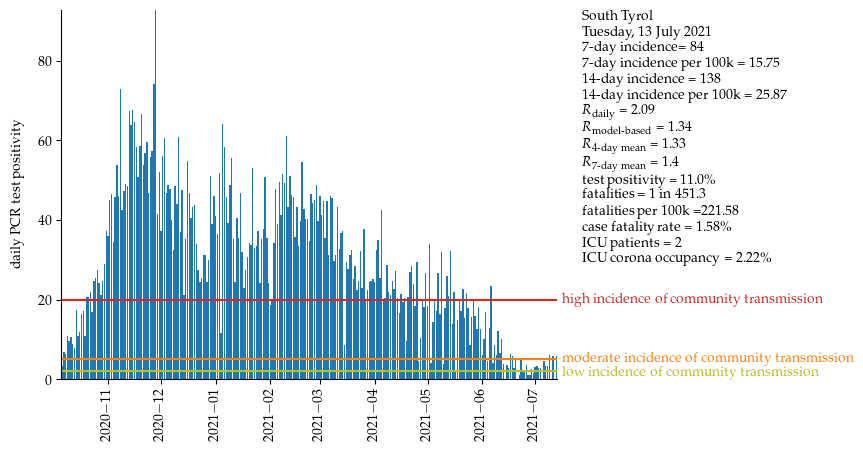 South Tyrol
Tuesday, 13 July 2021
7-day incidence= 84
7-day incidence per 100k = 15.75
14-day incidence = 138
14-day incidence per 100k = 25.87
R daily = 2.09
R model-based = 1.34
R 4-day mean = 1.33
R 7-day mean = 1.4
test positivity = 11.0%
fatalities = 1 in 451.3
fatalities per 100k =221.58
case fatality rate = 1.58%
ICU patients = 2
ICU corona occupancy = 2.22%
daily PCR test positivity
80
60
40
20
0
high incidence of community transmission
moderate incidence of community transmission
low incidence of community transmission
2020−11
2020−12
2021−01
2021−02
2021−03
2021−04
2021−05
2021−06
2021−07